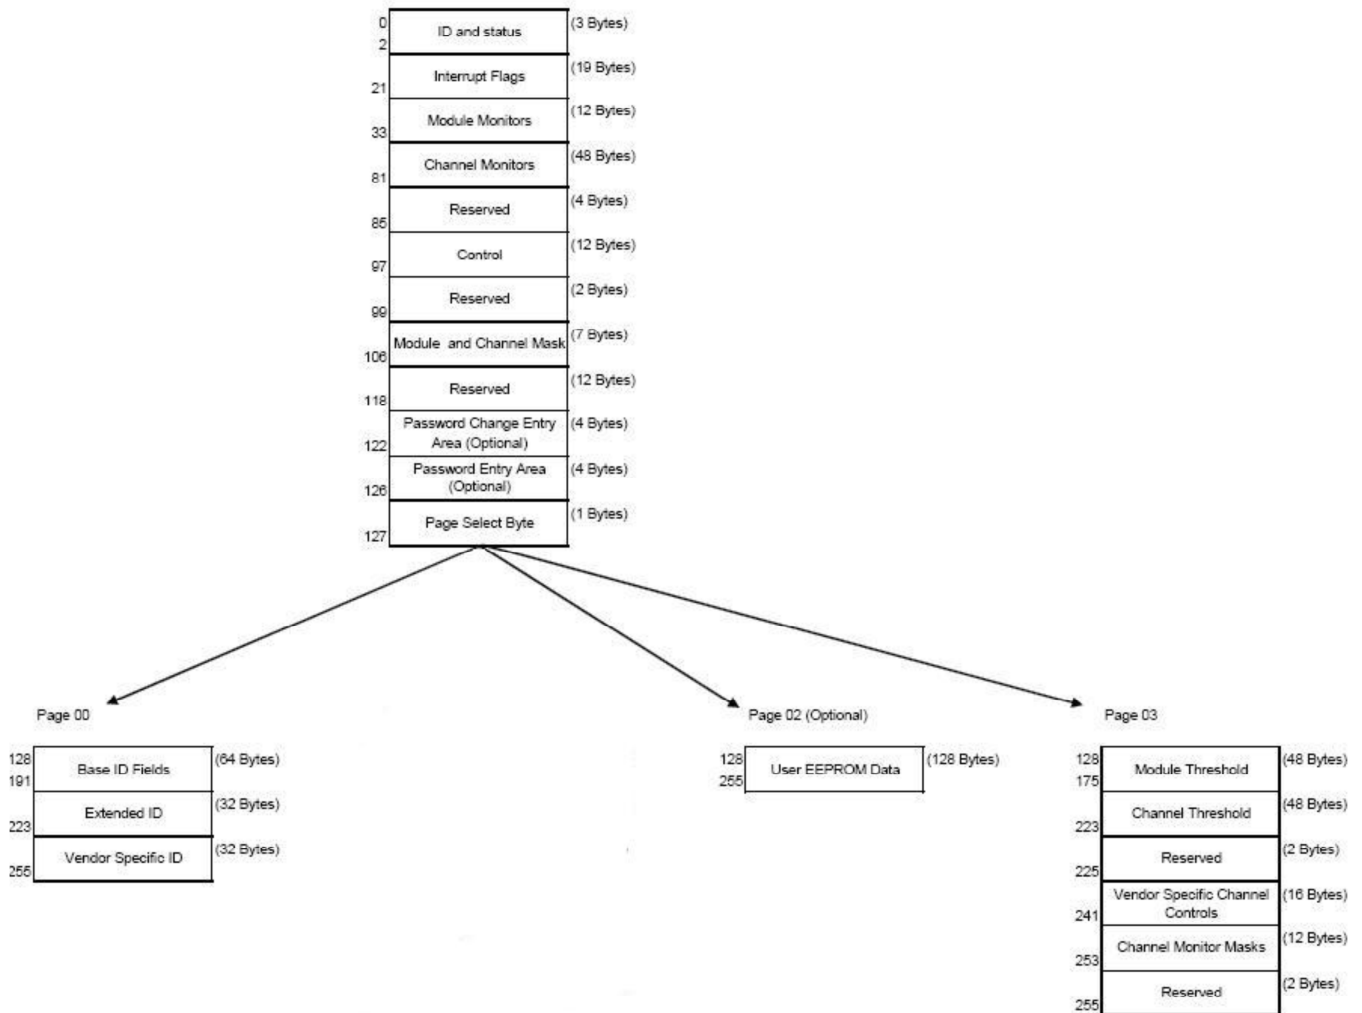 0 ID and status (3 Bytes)
2
Interrupt Flags (19 Bytes)
21
Module Monitors (12 Bytes)
33
Channel Monitors (48 Bytes)
81
Reserved (4 Bytes)
85
Control (12 Bytes)
97
Reserved (2 Bytes)
99
Module and Channel Mask (7 Bytes)
106
Reserved (12 Bytes)
118
Password Change Entry (4 Bytes)
Area (Optional)
122
Password Entry Area (4 Bytes)
(Optional)
126
Page Select Byte (1 Bytes)
127
Page 00
128 Base ID Fields (64 Bytes)
191
Extended ID (32 Bytes)
223
Vendor Specific ID (32 Bytes)
255
Page 02 (Optional)
128 User EEPROM Data (128 Bytes)
255
Page 03
128 Module Threshold (48 Bytes)
175
Channel Threshold (48 Bytes)
223
Reserved (2 Bytes)
225
Vendor Specific Channel (16 Bytes)
Controls
241
Channel Monitor Masks (12 Bytes)
253
Reserved (2 Bytes)
255